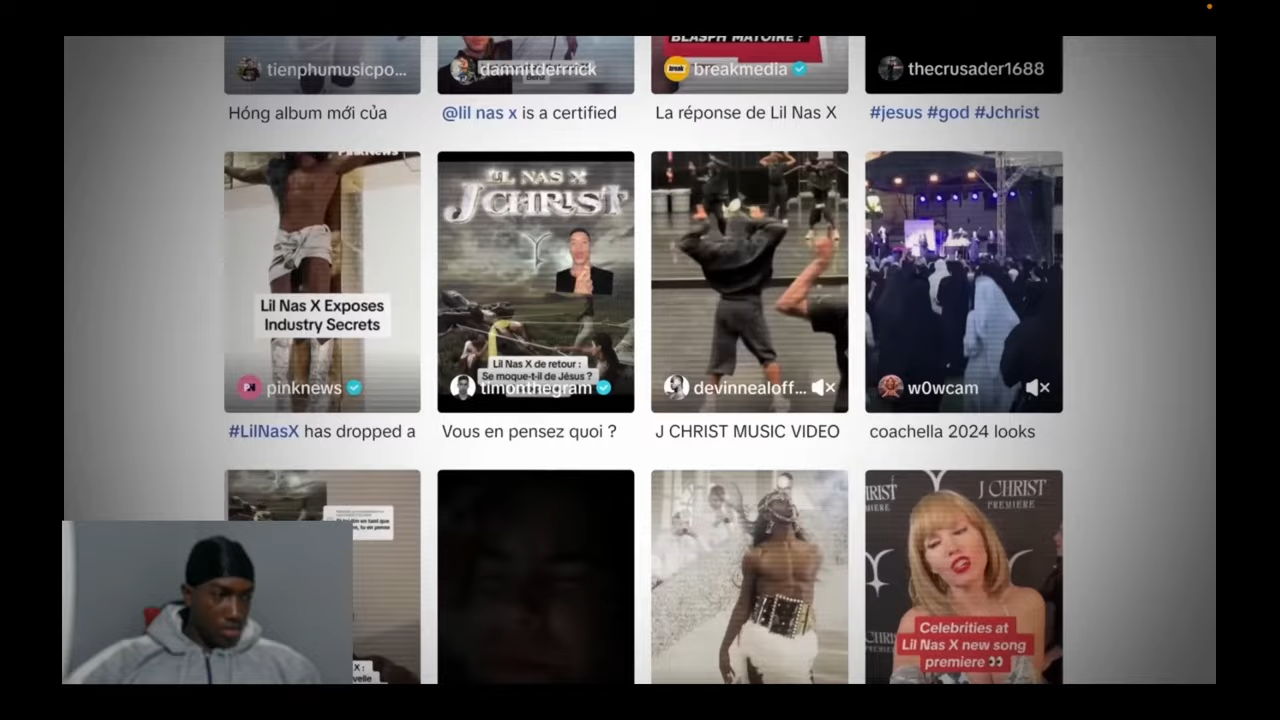 BLASPHÉMATOIRE ?
tienphumusicpo...
damnitderrrick
breakmedia
thecrusader1688
Hóng album mới của
@lil nas x is a certified
La réponse de Lil Nas X
#jesus #god #Jchrist
PinkNews
Lil Nas X Exposes
Industry Secrets
pinknews
LIL NAS X
J CHRIST
Lil Nas X de retour :
Se moque-t-il de Jésus ?
timonthegram
devinnealoff...
w0wcam
#LilNasX has dropped a
Vous en pensez quoi ?
J CHRIST MUSIC VIDEO
coachella 2024 looks
J CHRIST
PREMIERE
Celebrities at
Lil Nas X new song
premiere 👀